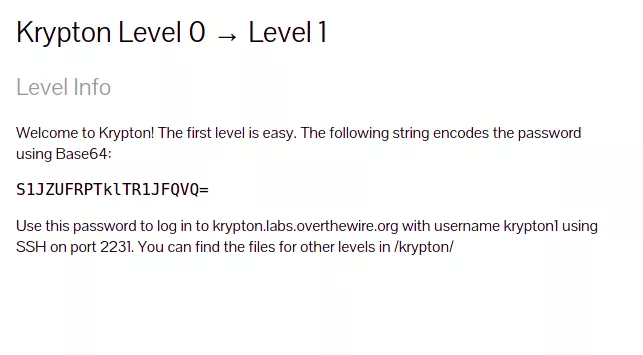 Krypton Level 0 → Level 1
Level Info
Welcome to Krypton! The first level is easy. The following string encodes the password
using Base64:
S1JZUFRPTklTR1JFQVQ=
Use this password to log in to krypton.labs.overthewire.org with username krypton1 using
SSH on port 2231. You can find the files for other levels in /krypton/